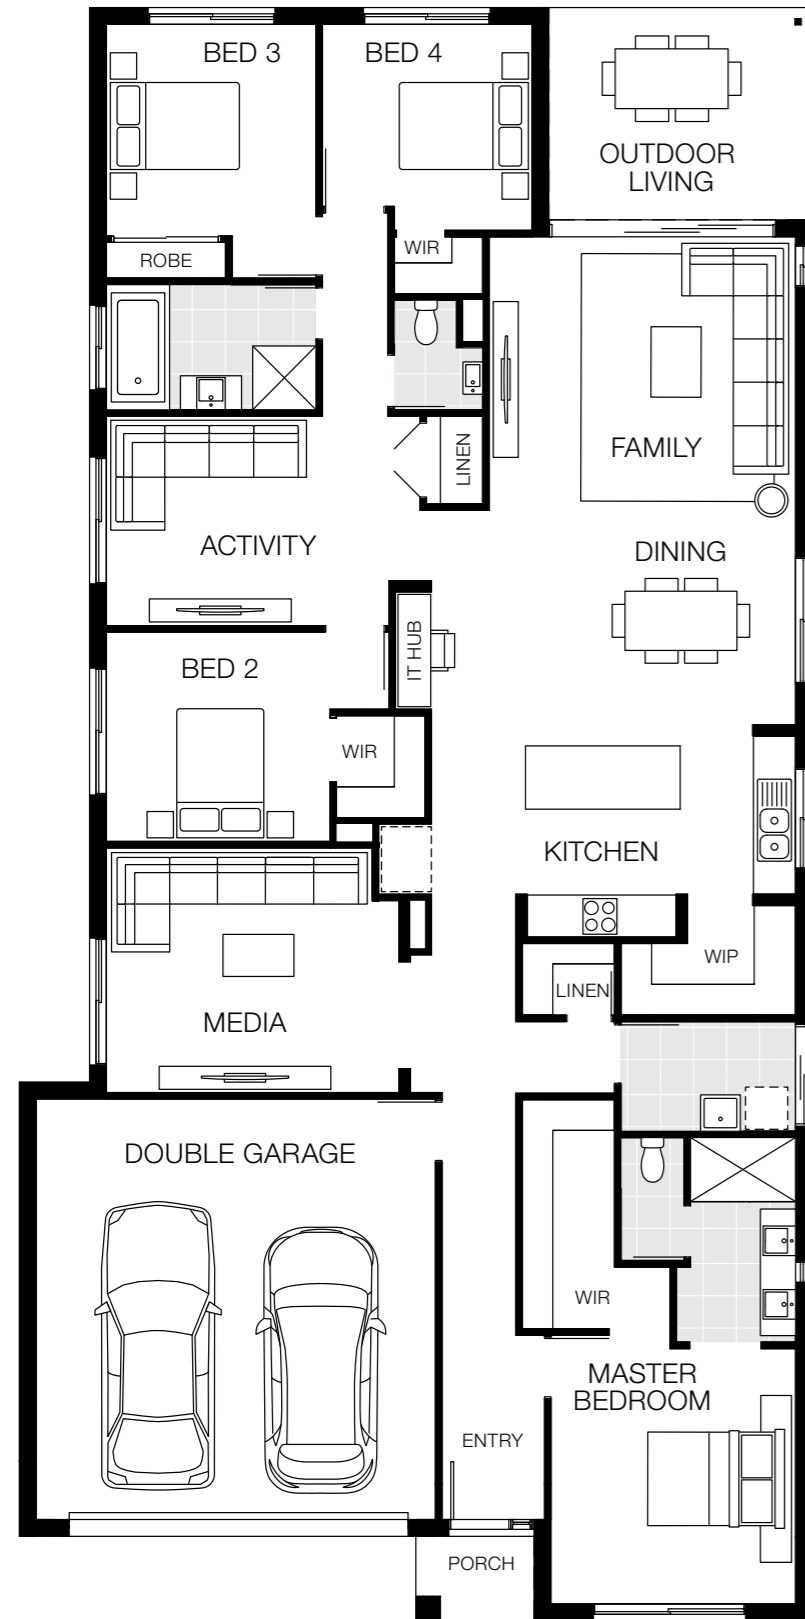 BED 3
BED 4
OUTDOOR
LIVING
WIR
ROBE
FAMILY
LINEN
ACTIVITY
DINING
IT HUB
BED 2
WIR
KITCHEN
WIP
LINEN
MEDIA
DOUBLE GARAGE
WIR
MASTER
BEDROOM
ENTRY
PORCH